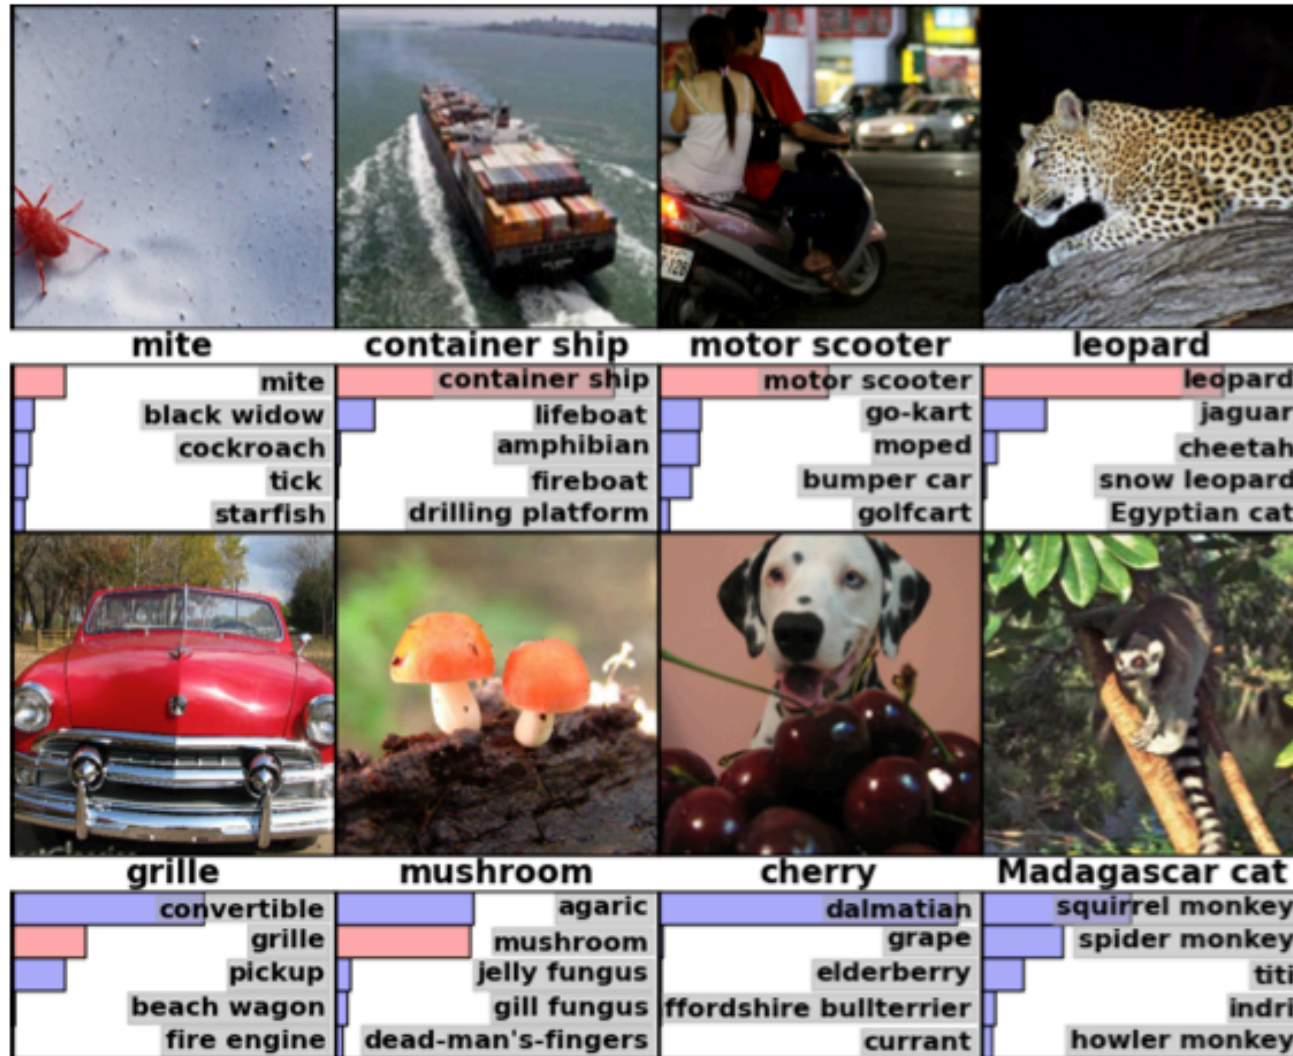 mite
container ship
motor scooter
leopard
mite
black widow
cockroach
tick
starfish
container ship
lifeboat
amphibian
fireboat
drilling platform
motor scooter
go-kart
moped
bumper car
golfcart
leopard
jaguar
cheetah
snow leopard
Egyptian cat
grille
mushroom
cherry
Madagascar cat
convertible
grille
pickup
beach wagon
fire engine
agaric
mushroom
jelly fungus
gill fungus
dead-man's-fingers
dalmatian
grape
elderberry
ffordshire bullterrier
currant
squirrel monkey
spider monkey
titi
indri
howler monkey